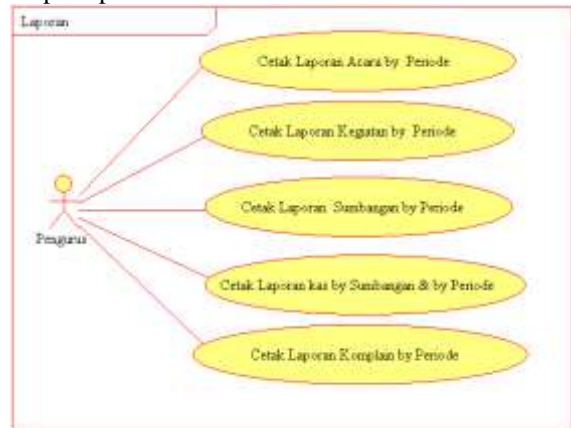 Laporan
Cetak Laporan Acara by Periode
Cetak Laporan Kegiatan by Periode
Cetak Laporan Sumbangan by Periode
Pengurus
Cetak Laporan kas by Sumbangan & by Periode
Cetak Laporan Komplain by Periode